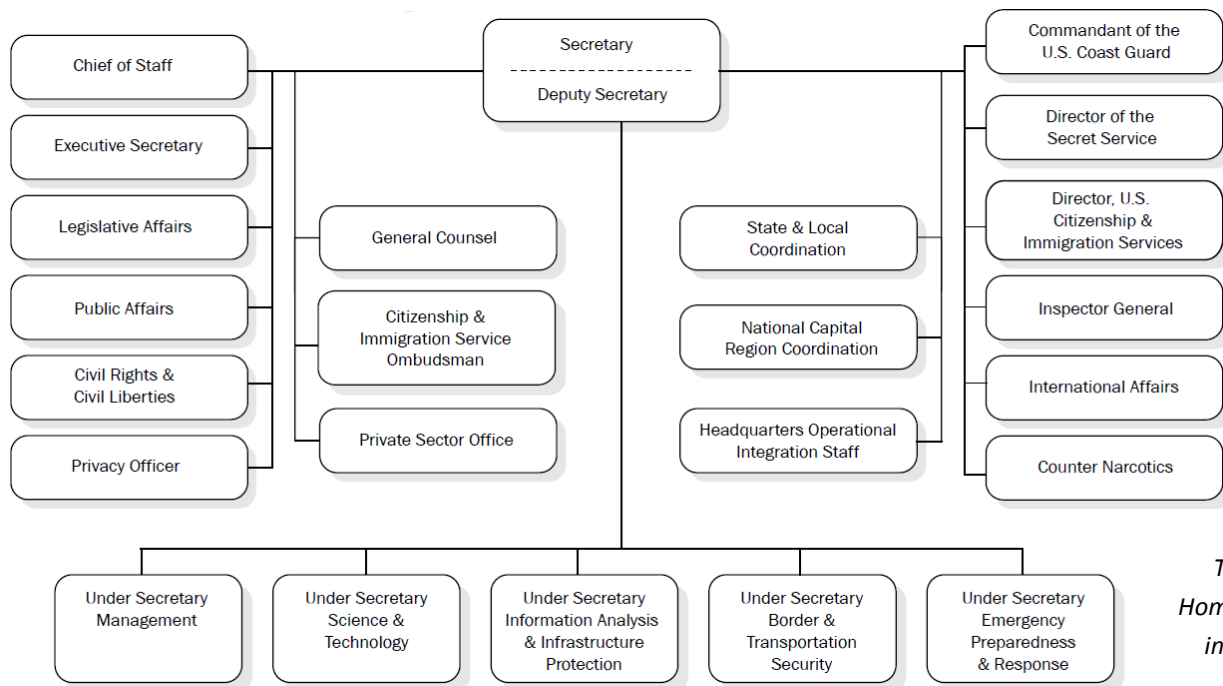 Secretary
Deputy Secretary
Chief of Staff
Executive Secretary
Legislative Affairs
Public Affairs
Civil Rights &
Civil Liberties
Privacy Officer
General Counsel
Citizenship &
Immigration Service
Ombudsman
Private Sector Office
State & Local
Coordination
National Capital
Region Coordination
Headquarters Operational
Integration Staff
Commandant of the
U.S. Coast Guard
Director of the
Secret Service
Director, U.S.
Citizenship &
Immigration Services
Inspector General
International Affairs
Counter Narcotics
Under Secretary
Management
Under Secretary
Science &
Technology
Under Secretary
Information Analysis
& Infrastructure
Protection
Under Secretary
Border &
Transportation
Security
Under Secretary
Emergency
Preparedness
& Response
T
Hom
in